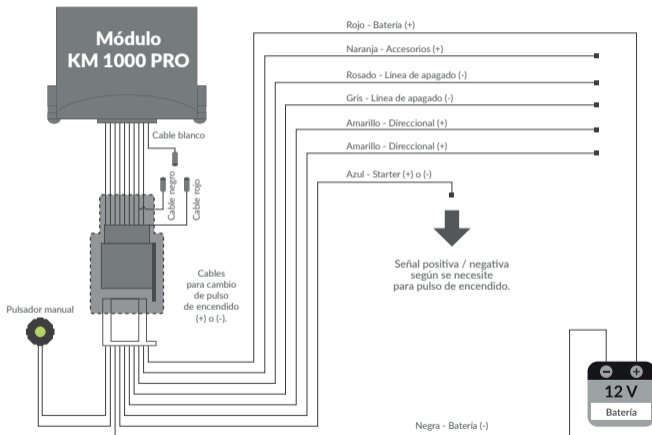 Módulo
KM 1000 PRO
Rojo - Batería (+)
Naranja - Accesorios (+)
Rosado - Línea de apagado (-)
Gris - Línea de apagado (-)
Amarillo - Direccional (+)
Amarillo - Direccional (+)
Azul - Starter (+) o (-)
Cable blanco
Cable negro
Cable rojo
Señal positiva / negativa
según se necesite
para pulso de encendido.
Cables
para cambio
de pulso
de encendido
(+) o (-).
Pulsador manual
12 V
Batería
Negra - Batería (-)